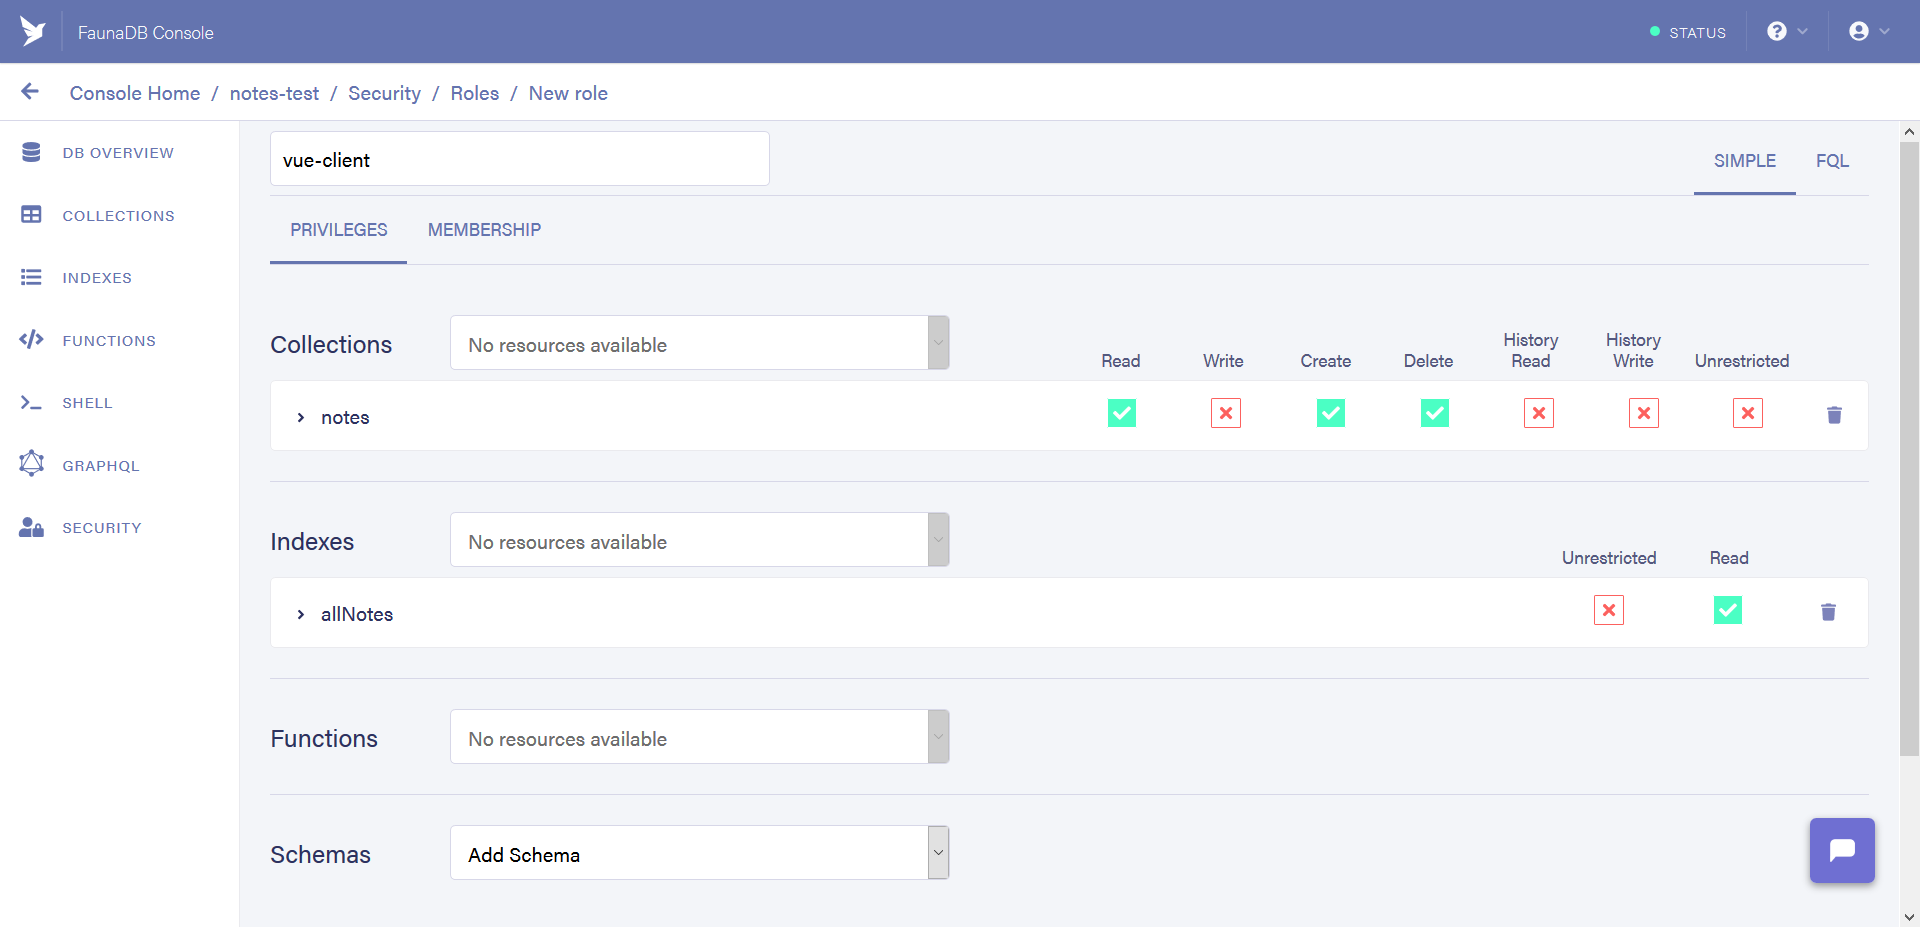 FaunaDB Console
STATUS
Console Home / notes-test / Security / Roles / New role
DB OVERVIEW
COLLECTIONS
INDEXES
FUNCTIONS
SHELL
GRAPHQL
SECURITY
vue-client
SIMPLE FQL
PRIVILEGES MEMBERSHIP
Collections No resources available
Read Write Create Delete History Read History Write Unrestricted
notes
Indexes No resources available
Unrestricted Read
allNotes
Functions No resources available
Schemas Add Schema